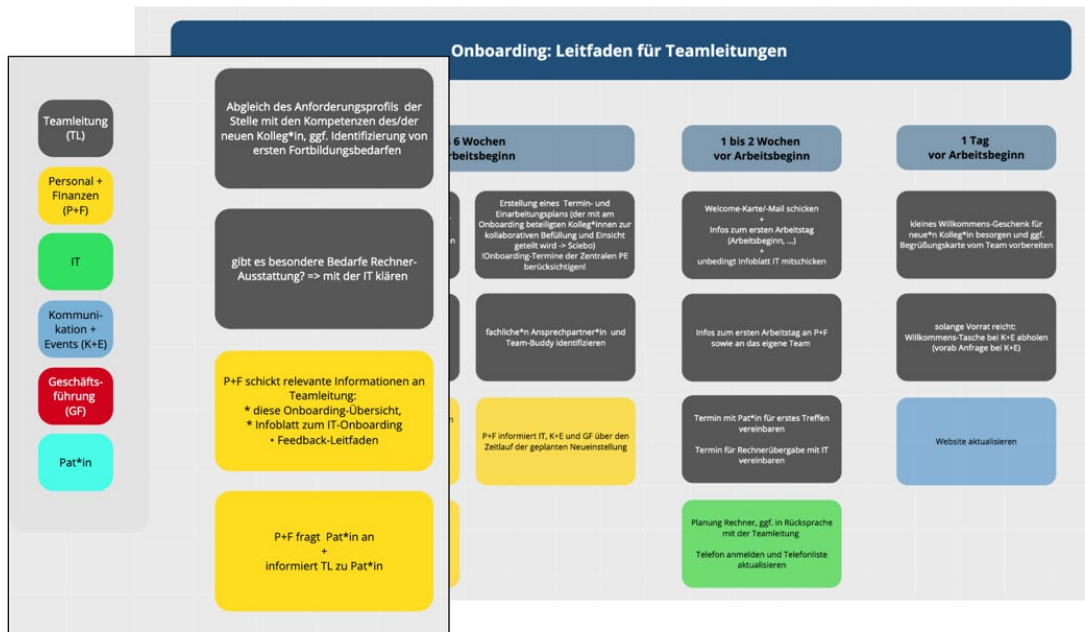 Onboarding: Leitfaden für Teamleitungen
Teamleitung
(TL)
Personal +
FInanzen
(P+F)
IT
Kommuni-
kation +
Events (K+E)
Geschäfts-
führung
(GF)
Pat*in
Abgleich des Anforderungsprofils der
Stelle mit den Kompetenzen des/der
neuen Kolleg*in, ggf. Identifizierung von
ersten Fortbildungsbedarfen
gibt es besondere Bedarfe Rechner-
Ausstattung? => mit der IT klären
P+F schickt relevante Informationen an
Teamleitung:
* diese Onboarding-Übersicht,
* Infoblatt zum IT-Onboarding
• Feedback-Leitfaden
P+F fragt Pat*in an
+
informiert TL zu Pat*in
6 Wochen
rbeitsbeginn
Erstellung eines Termin- und
Einarbeitungsplans (der mit am
Onboarding beteiligten Kolleg*innen zur
kollaborativen Befüllung und Einsicht
geteilt wird -> Sciebo)
!Onboarding-Termine der Zentralen PE
berücksichtigen!
fachliche*n Ansprechpartner*in und
Team-Buddy identifizieren
P+F informiert IT, K+E und GF über den
Zeitlauf der geplanten Neueinstellung
1 bis 2 Wochen
vor Arbeitsbeginn
Welcome-Karte/-Mail schicken
+
Infos zum ersten Arbeitstag
(Arbeitsbeginn, ...)
+
unbedingt Infoblatt IT mitschicken
Infos zum ersten Arbeitstag an P+F
sowie an das eigene Team
Termin mit Pat*in für erstes Treffen
vereinbaren
Termin für Rechnerübergabe mit IT
vereinbaren
Planung Rechner, ggf. in Rücksprache
mit der Teamleitung
Telefon anmelden und Telefonliste
aktualisieren
1 Tag
vor Arbeitsbeginn
kleines Willkommens-Geschenk für
neue*n Kolleg*in besorgen und ggf.
Begrüßungskarte vom Team vorbereiten
solange Vorrat reicht:
Willkommens-Tasche bei K+E abholen
(vorab Anfrage bei K+E)
Website aktualisieren